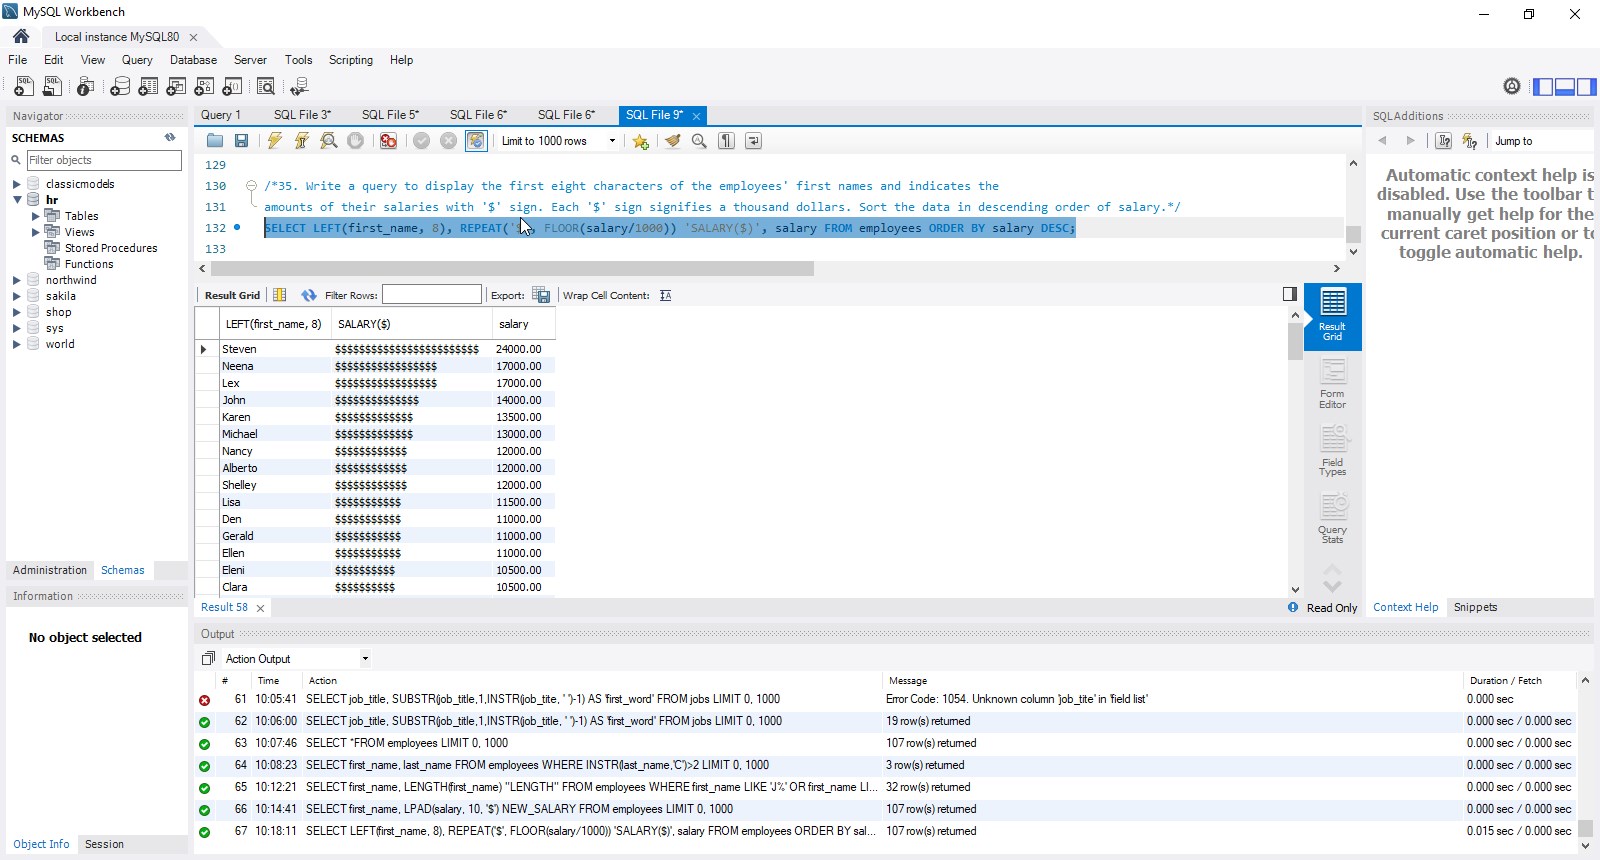 MySQL Workbench
Local instance MySQL80
File Edit View Query Database Server Tools Scripting Help
Navigator
SCHEMAS
Filter objects
classicmodels
hr
Tables
Views
Stored Procedures
Functions
northwind
sakila
shop
sys
world
Administration Schemas
Information
No object selected
Object Info Session
Query 1 SQL File 3* SQL File 5* SQL File 6* SQL File 6* SQL File 9*
Limit to 1000 rows
129
130 /*35. Write a query to display the first eight characters of the employees' first names and indicates the
131 amounts of their salaries with '$' sign. Each '$' sign signifies a thousand dollars. Sort the data in descending order of salary.*/
132 SELECT LEFT(first_name, 8), REPEAT('$', FLOOR(salary/1000)) 'SALARY($)', salary FROM employees ORDER BY salary DESC;
133
Result Grid Filter Rows: Export: Wrap Cell Content:
LEFT(first_name, 8) SALARY($) salary
Steven $$$$$$$$$$$$$$$$$$$$$$$$ 24000.00
Neena $$$$$$$$$$$$$$$$$ 17000.00
Lex $$$$$$$$$$$$$$$$$ 17000.00
John $$$$$$$$$$$$$$ 14000.00
Karen $$$$$$$$$$$$$ 13500.00
Michael $$$$$$$$$$$$$ 13000.00
Nancy $$$$$$$$$$$$ 12000.00
Alberto $$$$$$$$$$$$ 12000.00
Shelley $$$$$$$$$$$$ 12000.00
Lisa $$$$$$$$$$$ 11500.00
Den $$$$$$$$$$$ 11000.00
Gerald $$$$$$$$$$$ 11000.00
Ellen $$$$$$$$$$$ 11000.00
Eleni $$$$$$$$$$ 10500.00
Clara $$$$$$$$$$ 10500.00
Result Grid
Form Editor
Field Types
Query Stats
Result 58
Read Only
SQLAdditions
Jump to
Automatic context help is
disabled. Use the toolbar t
manually get help for the
current caret position or to
toggle automatic help.
Context Help Snippets
Output
Action Output
# Time Action Message Duration / Fetch
61 10:05:41 SELECT job_title, SUBSTR(job_title,1,INSTR(job_tite, ' ')-1) AS 'first_word' FROM jobs LIMIT 0, 1000 Error Code: 1054. Unknown column 'job_tite' in 'field list' 0.000 sec
62 10:06:00 SELECT job_title, SUBSTR(job_title,1,INSTR(job_title, ' ')-1) AS 'first_word' FROM jobs LIMIT 0, 1000 19 row(s) returned 0.000 sec / 0.000 sec
63 10:07:46 SELECT *FROM employees LIMIT 0, 1000 107 row(s) returned 0.000 sec / 0.000 sec
64 10:08:23 SELECT first_name, last_name FROM employees WHERE INSTR(last_name,'C')>2 LIMIT 0, 1000 3 row(s) returned 0.000 sec / 0.000 sec
65 10:12:21 SELECT first_name, LENGTH(first_name) "LENGTH" FROM employees WHERE first_name LIKE 'J%' OR first_name LI... 32 row(s) returned 0.000 sec / 0.000 sec
66 10:14:41 SELECT first_name, LPAD(salary, 10, '$') NEW_SALARY FROM employees LIMIT 0, 1000 107 row(s) returned 0.000 sec / 0.000 sec
67 10:18:11 SELECT LEFT(first_name, 8), REPEAT('$', FLOOR(salary/1000)) 'SALARY($)', salary FROM employees ORDER BY sal... 107 row(s) returned 0.015 sec / 0.000 sec